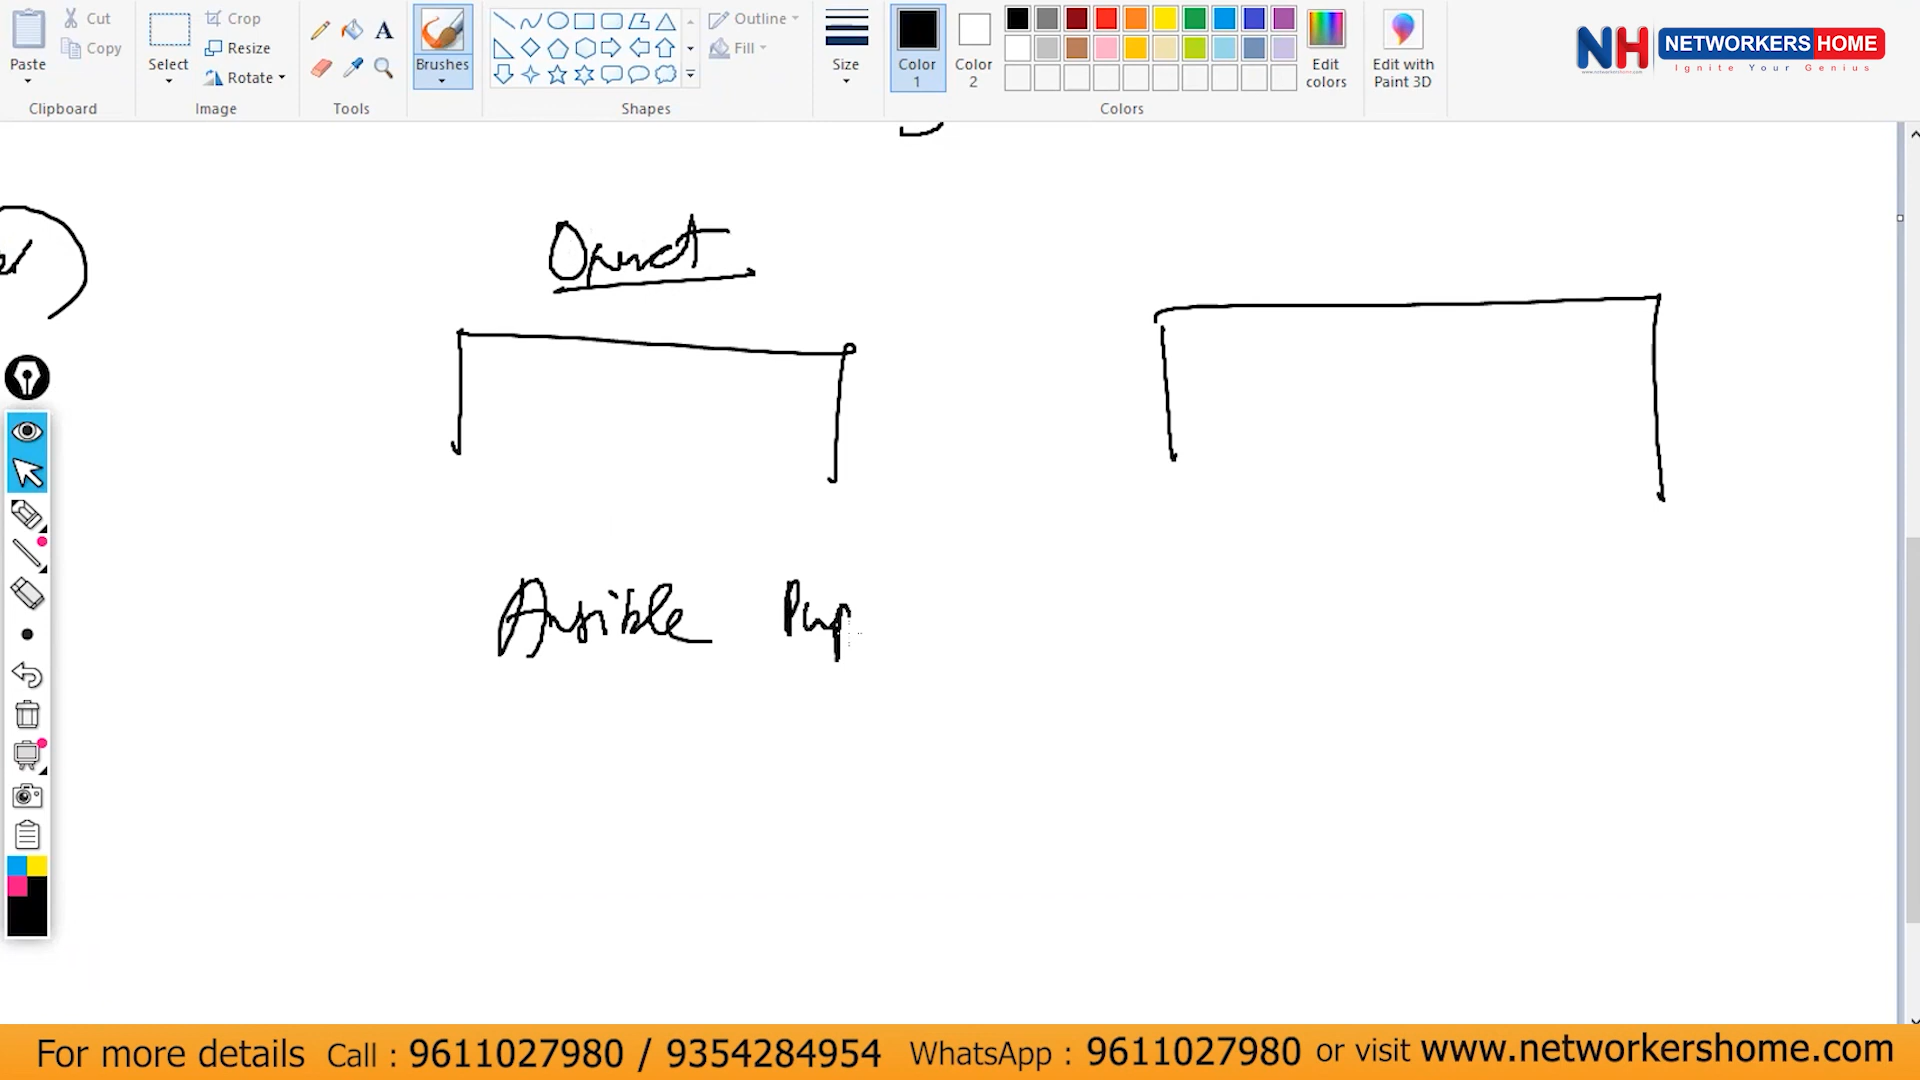 Cut
Copy
Paste
Clipboard
Select
Crop
Resize
Rotate
Image
A
Tools
Brushes
Shapes
Outline
Fill
Size
Color
1
Color
2
Colors
Edit
colors
Edit with
Paint 3D
NH NETWORKERS HOME
Ignite Your Genius
Ansible Pup
For more details Call : 9611027980 / 9354284954 WhatsApp : 9611027980 or visit www.networkershome.com